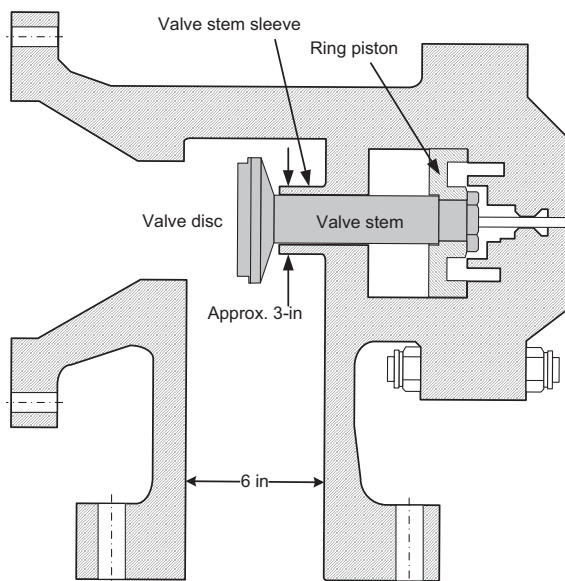 Valve stem sleeve
Ring piston
Valve disc
Valve stem
Approx. 3-in
6 in